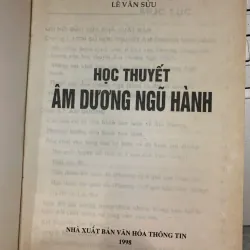 LÊ VĂN SỬU
HỌC THUYẾT
ÂM DƯƠNG NGŨ HÀNH
NHÀ XUẤT BẢN VĂN HÓA THÔNG TIN
1998